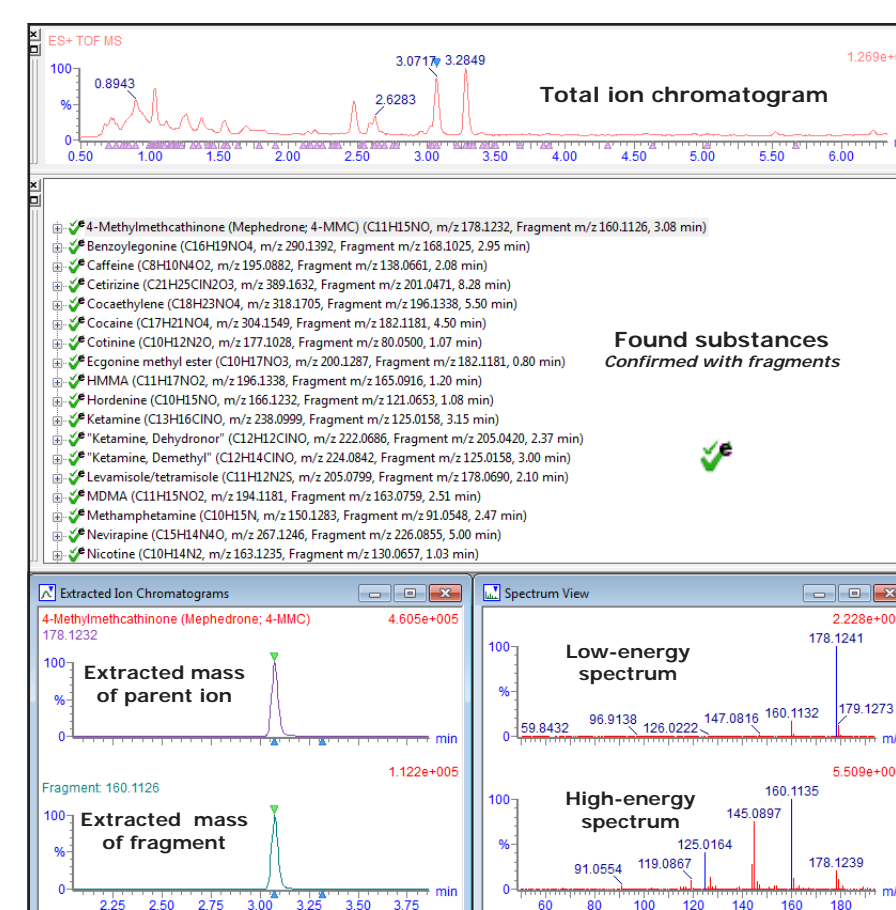 ES+ TOF MS
1.269e+
100
%
0
0.8943
2.6283
3.0717
3.2849
Total ion chromatogram
0.50 1.00 1.50 2.00 2.50 3.00 3.50 4.00 4.50 5.00 5.50 6.00
4-Methylmethcathinone (Mephedrone; 4-MMC) (C11H15NO, m/z 178.1232, Fragment m/z 160.1126, 3.08 min)
Benzoylegonine (C16H19NO4, m/z 290.1392, Fragment m/z 168.1025, 2.95 min)
Caffeine (C8H10N4O2, m/z 195.0882, Fragment m/z 138.0661, 2.08 min)
Cetirizine (C21H25ClN2O3, m/z 389.1632, Fragment m/z 201.0471, 8.28 min)
Cocaethylene (C18H23NO4, m/z 318.1705, Fragment m/z 196.1338, 5.50 min)
Cocaine (C17H21NO4, m/z 304.1549, Fragment m/z 182.1181, 4.50 min)
Cotinine (C10H12N2O, m/z 177.1028, Fragment m/z 80.0500, 1.07 min)
Ecgonine methyl ester (C10H17NO3, m/z 200.1287, Fragment m/z 182.1181, 0.80 min)
HMMA (C11H17NO2, m/z 196.1338, Fragment m/z 165.0916, 1.20 min)
Hordenine (C10H15NO, m/z 166.1232, Fragment m/z 121.0653, 1.08 min)
Ketamine (C13H16ClNO, m/z 238.0999, Fragment m/z 125.0158, 3.15 min)
"Ketamine, Dehydronor" (C12H12ClNO, m/z 222.0686, Fragment m/z 205.0420, 2.37 min)
"Ketamine, Demethyl" (C12H14ClNO, m/z 224.0842, Fragment m/z 125.0158, 3.00 min)
Levamisole/tetramisole (C11H12N2S, m/z 205.0799, Fragment m/z 178.0690, 2.10 min)
MDMA (C11H15NO2, m/z 194.1181, Fragment m/z 163.0759, 2.51 min)
Methamphetamine (C10H15N, m/z 150.1283, Fragment m/z 91.0548, 2.47 min)
Nevirapine (C15H14N4O, m/z 267.1246, Fragment m/z 226.0855, 5.00 min)
Nicotine (C10H14N2, m/z 163.1235, Fragment m/z 130.0657, 1.03 min)
Found substances
Confirmed with fragments
e
Extracted Ion Chromatograms
4-Methylmethcathinone (Mephedrone; 4-MMC) 4.605e+005
178.1232
100
%
0
Extracted mass
of parent ion
min
1.122e+005
Fragment: 160.1126
100
%
0
Extracted mass
of fragment
min
2.25 2.50 2.75 3.00 3.25 3.50 3.75
Spectrum View
2.228e+00
100
%
0
Low-energy
spectrum
178.1241
59.8432 96.9138 126.0222 147.0816 160.1132 179.1273
m/
5.509e+00
100
%
0
High-energy
spectrum
160.1135
145.0897
125.0164
91.0554 119.0867 178.1239
m/
60 80 100 120 140 160 180